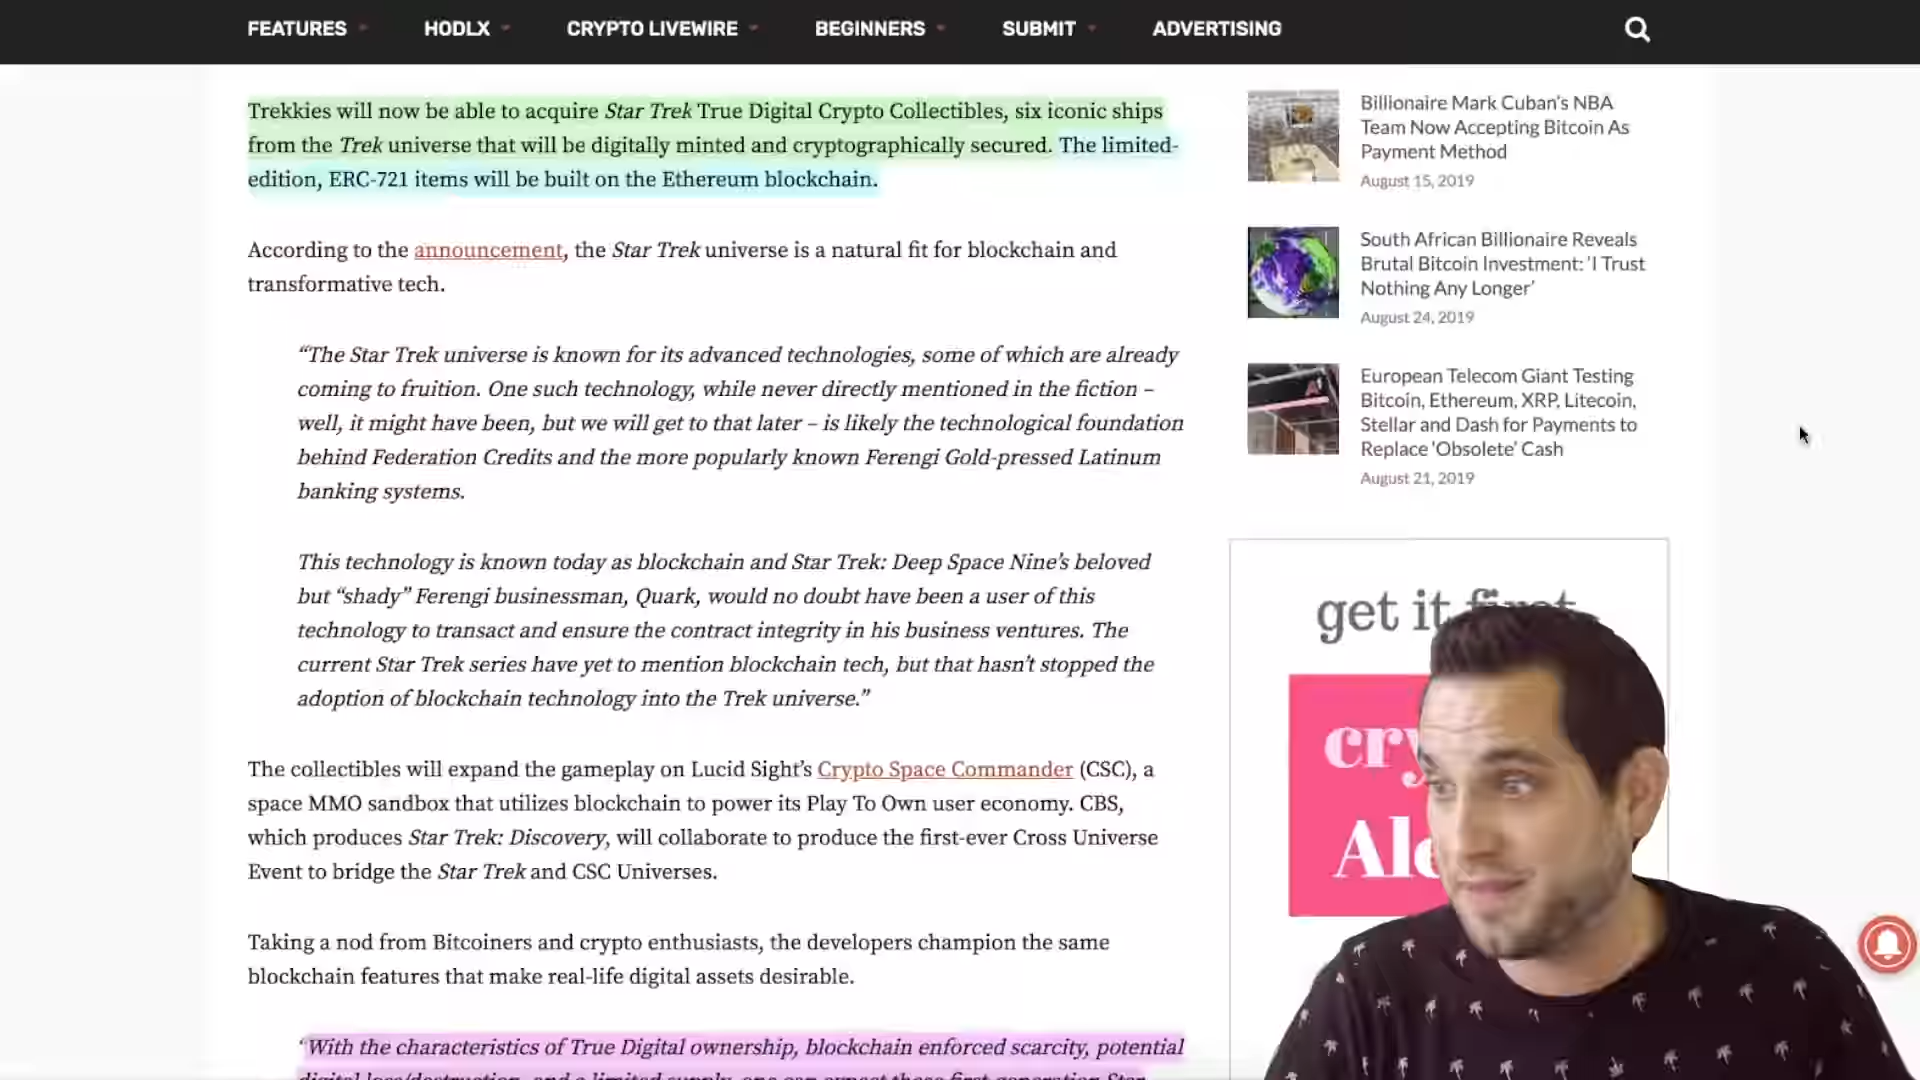 FEATURES HODLX CRYPTO LIVEWIRE BEGINNERS SUBMIT ADVERTISING
Trekkies will now be able to acquire Star Trek True Digital Crypto Collectibles, six iconic ships
from the Trek universe that will be digitally minted and cryptographically secured. The limited-
edition, ERC-721 items will be built on the Ethereum blockchain.
According to the announcement, the Star Trek universe is a natural fit for blockchain and
transformative tech.
“The Star Trek universe is known for its advanced technologies, some of which are already
coming to fruition. One such technology, while never directly mentioned in the fiction –
well, it might have been, but we will get to that later – is likely the technological foundation
behind Federation Credits and the more popularly known Ferengi Gold-pressed Latinum
banking systems.
This technology is known today as blockchain and Star Trek: Deep Space Nine’s beloved
but “shady” Ferengi businessman, Quark, would no doubt have been a user of this
technology to transact and ensure the contract integrity in his business ventures. The
current Star Trek series have yet to mention blockchain tech, but that hasn’t stopped the
adoption of blockchain technology into the Trek universe.”
The collectibles will expand the gameplay on Lucid Sight’s Crypto Space Commander (CSC), a
space MMO sandbox that utilizes blockchain to power its Play To Own user economy. CBS,
which produces Star Trek: Discovery, will collaborate to produce the first-ever Cross Universe
Event to bridge the Star Trek and CSC Universes.
Taking a nod from Bitcoiners and crypto enthusiasts, the developers champion the same
blockchain features that make real-life digital assets desirable.
“With the characteristics of True Digital ownership, blockchain enforced scarcity, potential
digital loss/destruction, and a limited supply, one can expect these first-generation Star
Billionaire Mark Cuban’s NBA
Team Now Accepting Bitcoin As
Payment Method
August 15, 2019
South African Billionaire Reveals
Brutal Bitcoin Investment: ‘I Trust
Nothing Any Longer’
August 24, 2019
European Telecom Giant Testing
Bitcoin, Ethereum, XRP, Litecoin,
Stellar and Dash for Payments to
Replace ‘Obsolete’ Cash
August 21, 2019
get it first